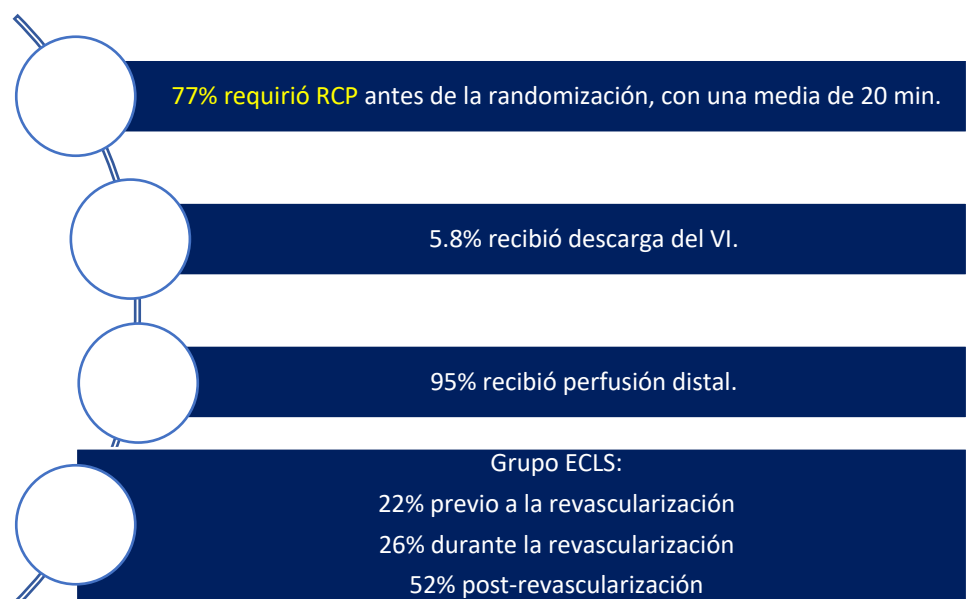 77% requirió RCP antes de la randomización, con una media de 20 min.
5.8% recibió descarga del VI.
95% recibió perfusión distal.
Grupo ECLS:
22% previo a la revascularización
26% durante la revascularización
52% post-revascularización